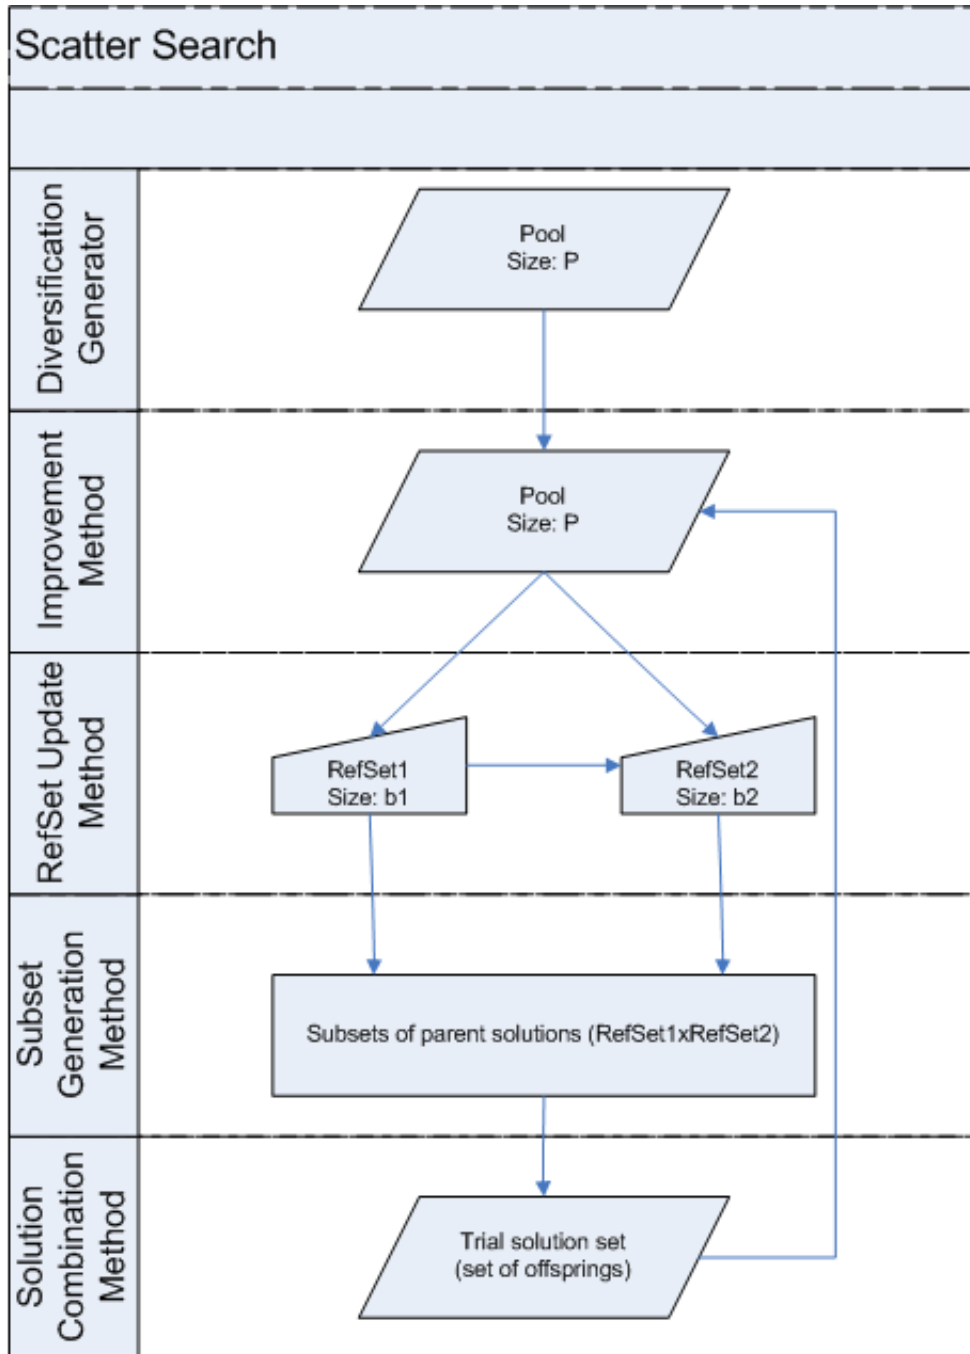 Scatter Search
Diversification
Generator
Pool
Size: P
Improvement
Method
Pool
Size: P
RefSet Update
Method
RefSet1
Size: b1
RefSet2
Size: b2
Subset
Generation
Method
Subsets of parent solutions (RefSet1xRefSet2)
Solution
Combination
Method
Trial solution set
(set of offsprings)